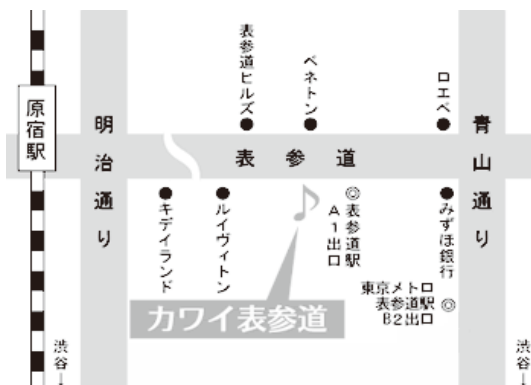 原宿駅
明治通り
表参道ヒルズ
ベネトン
ロエベ
青山通り
表参道
キデイランド
ルイヴィトン
表参道駅
A1出口
みずほ銀行
東京メトロ
表参道駅
B2出口
カワイ表参道
渋谷↓
渋谷↓